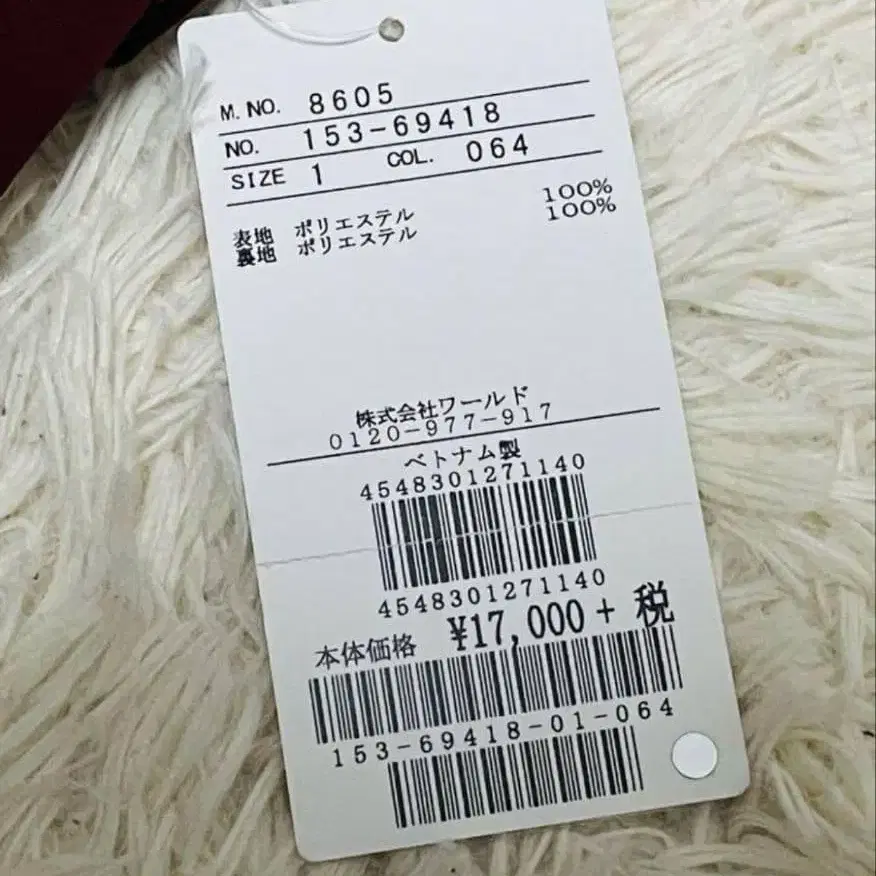 M. NO. 8605
NO. 153-69418
SIZE 1 COL. 064
表地 ポリエステル 100%
裏地 ポリエステル 100%
株式会社ワールド
0120-977-917
ベトナム製
4548301271140
4548301271140
本体価格 ¥17,000 + 税
153-69418-01-064